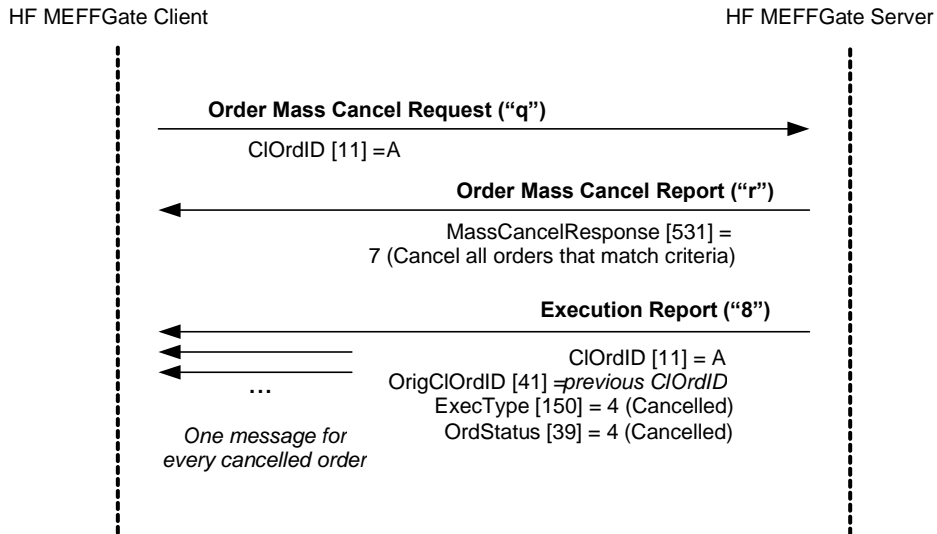 HF MEFFGate Client
HF MEFFGate Server
Order Mass Cancel Request (“q”)
ClOrdID [11] =A
Order Mass Cancel Report (“r”)
MassCancelResponse [531] =
7 (Cancel all orders that match criteria)
Execution Report (“8”)
ClOrdID [11] = A
OrigClOrdID [41] =previous ClOrdID
ExecType [150] = 4 (Cancelled)
OrdStatus [39] = 4 (Cancelled)
...
One message for
every cancelled order